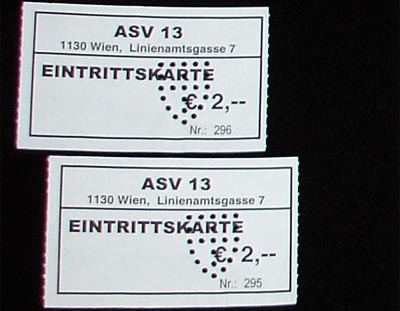 ASV 13
1130 Wien, Linienamtsgasse 7
EINTRITTSKARTE
€ 2,--
Nr.: 296
ASV 13
1130 Wien, Linienamtsgasse 7
EINTRITTSKARTE
€ 2,--
Nr.: 295